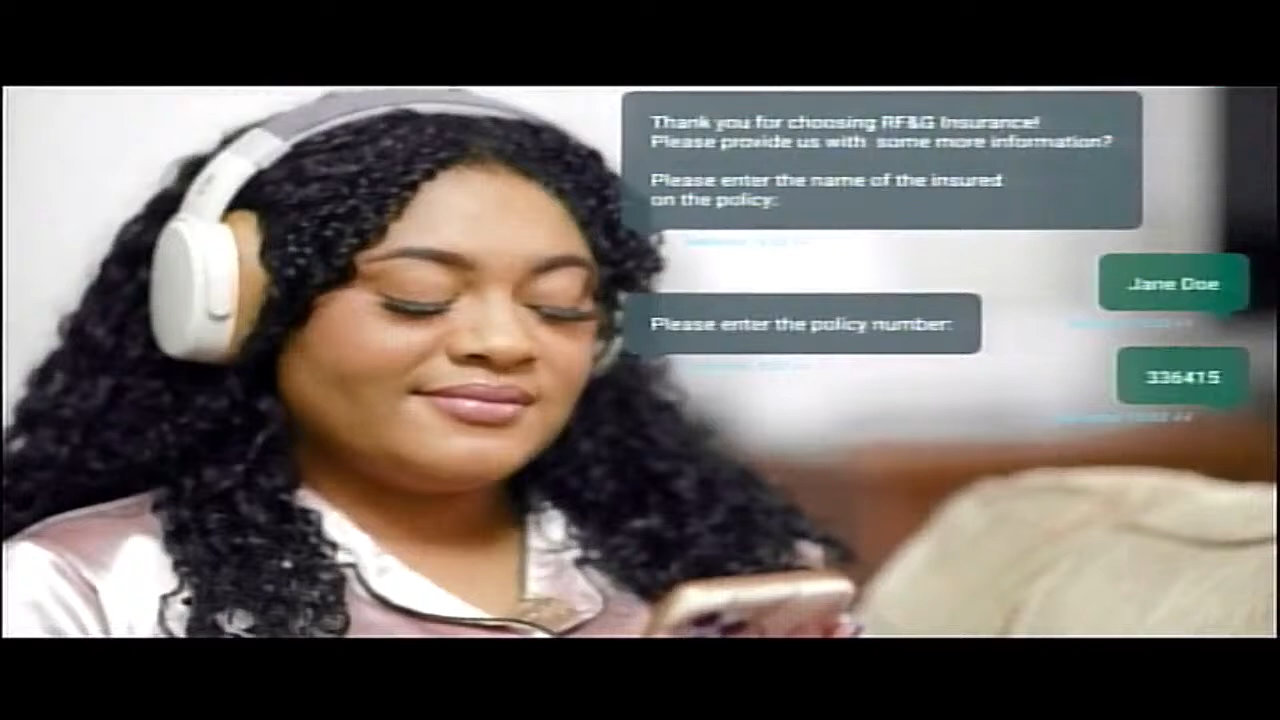 Thank you for choosing RF&G Insurance!
Please provide us with some more information?
Please enter the name of the insured
on the policy:
Jane Doe
Please enter the policy number:
336415